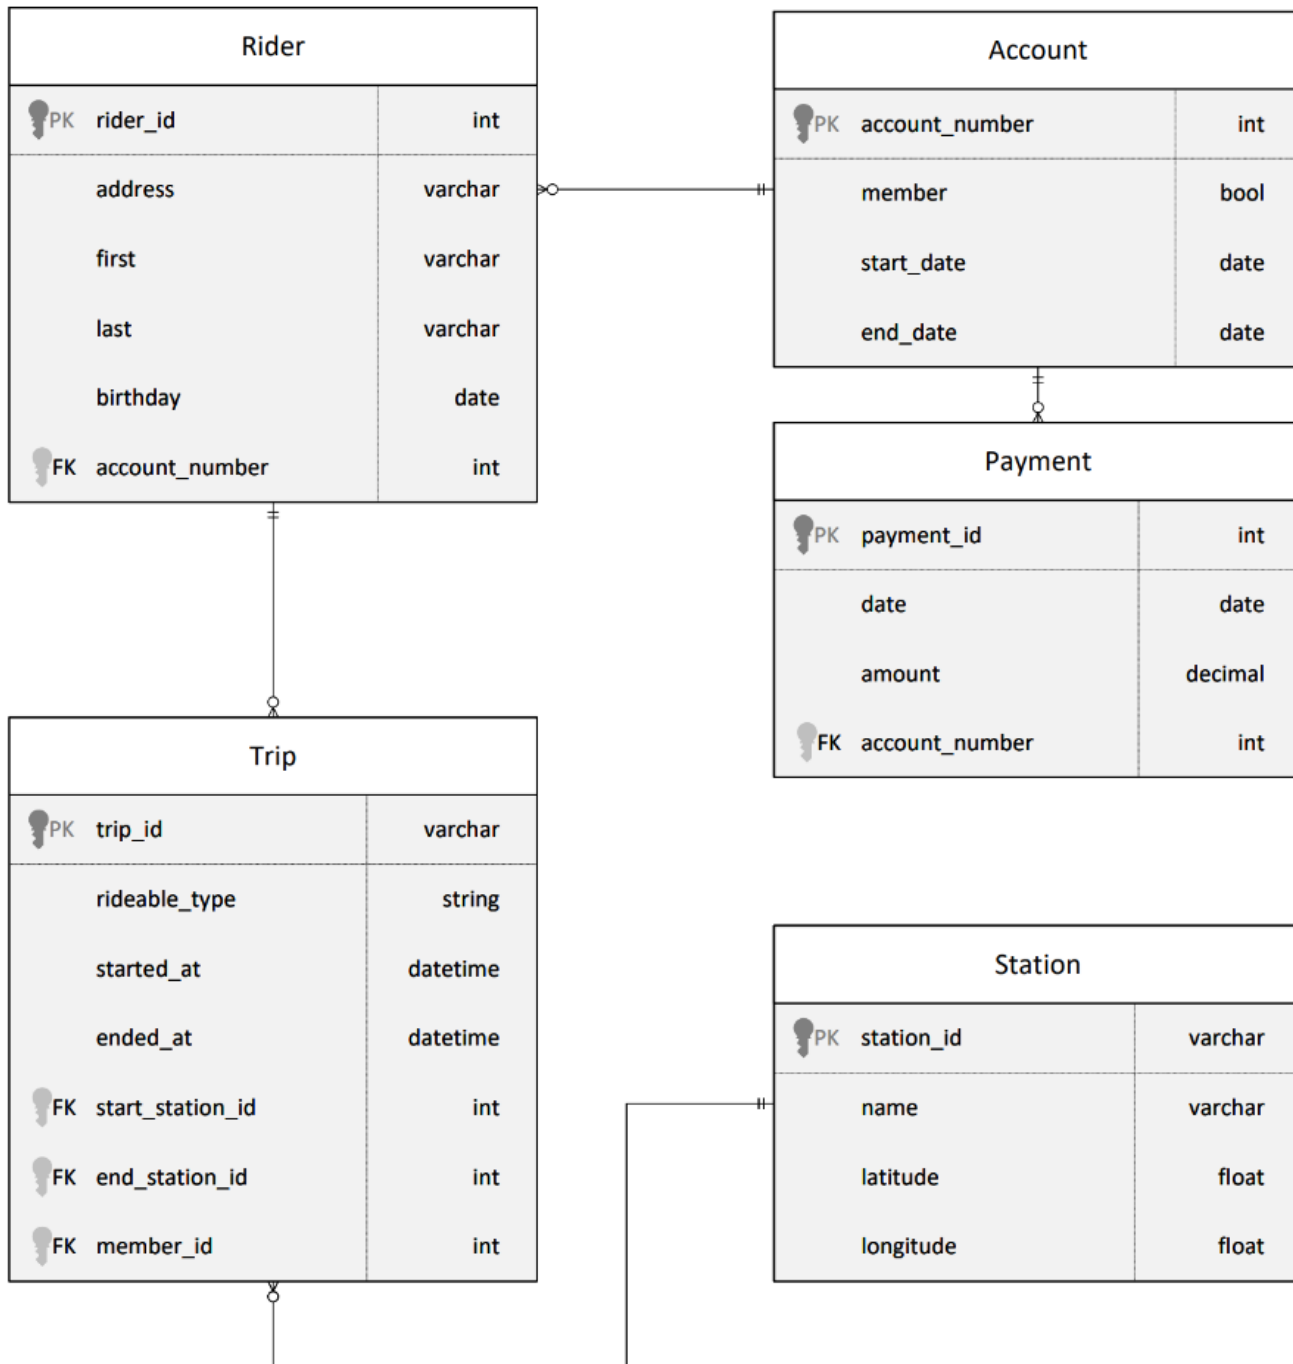 Rider
PK rider_id int
address varchar
first varchar
last varchar
birthday date
FK account_number int
Account
PK account_number int
member bool
start_date date
end_date date
Payment
PK payment_id int
date date
amount decimal
FK account_number int
Trip
PK trip_id varchar
rideable_type string
started_at datetime
ended_at datetime
FK start_station_id int
FK end_station_id int
FK member_id int
Station
PK station_id varchar
name varchar
latitude float
longitude float